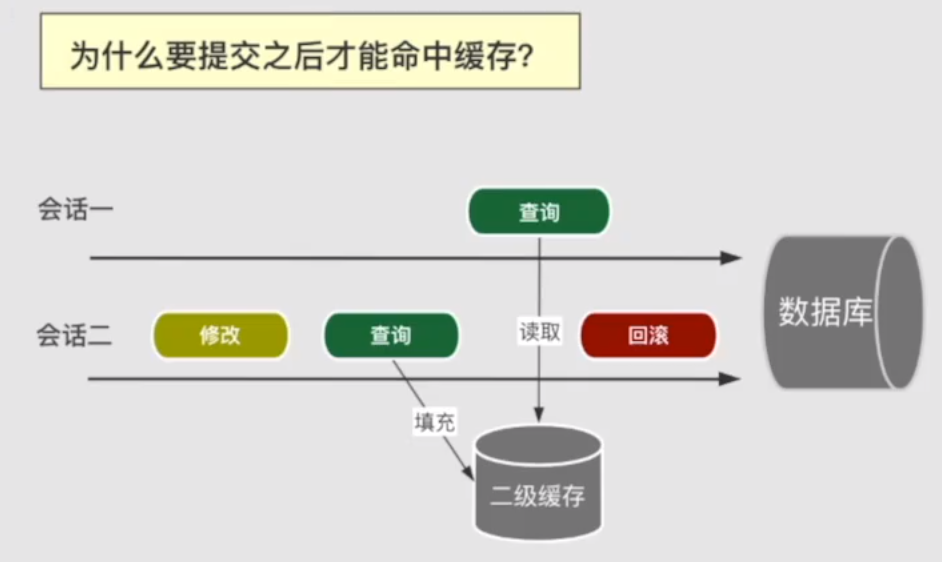 为什么要提交之后才能命中缓存?
会话一
查询
会话二
修改
查询
读取
回滚
数据库
填充
二级缓存